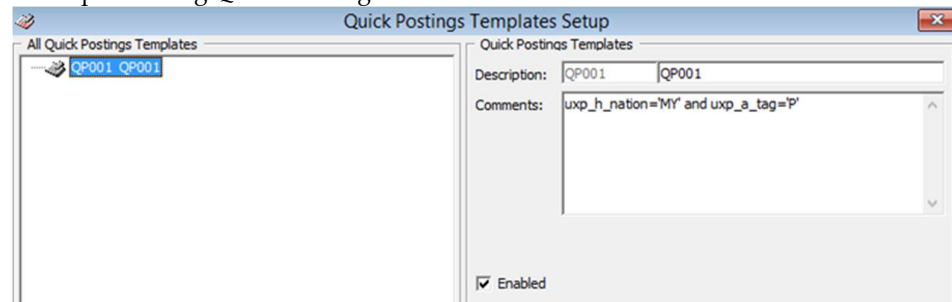 Quick Postings Templates Setup
All Quick Postings Templates
QP001 QP001
Quick Postings Templates
Description: QP001 QP001
Comments: uxp_h_nation='MY' and uxp_a_tag='P'
Enabled